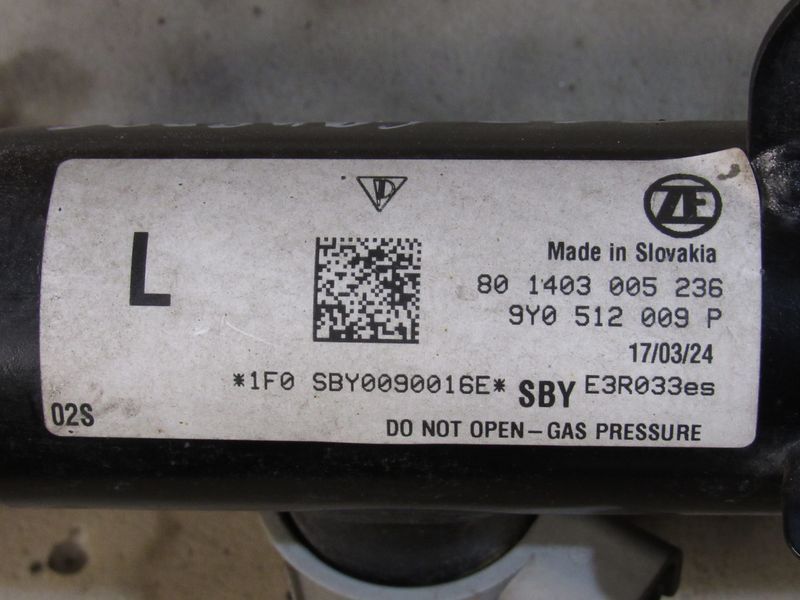 ZF
L
Made in Slovakia
80 1403 005 236
9Y0 512 009 P
17/03/24
*1F0 SBY0090016E* SBY E3R033es
02S
DO NOT OPEN – GAS PRESSURE